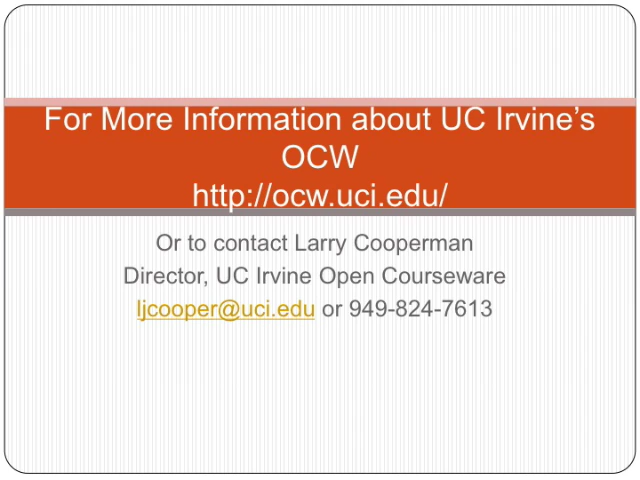 For More Information about UC Irvine’s
OCW
http://ocw.uci.edu/
Or to contact Larry Cooperman
Director, UC Irvine Open Courseware
ljcooper@uci.edu or 949-824-7613